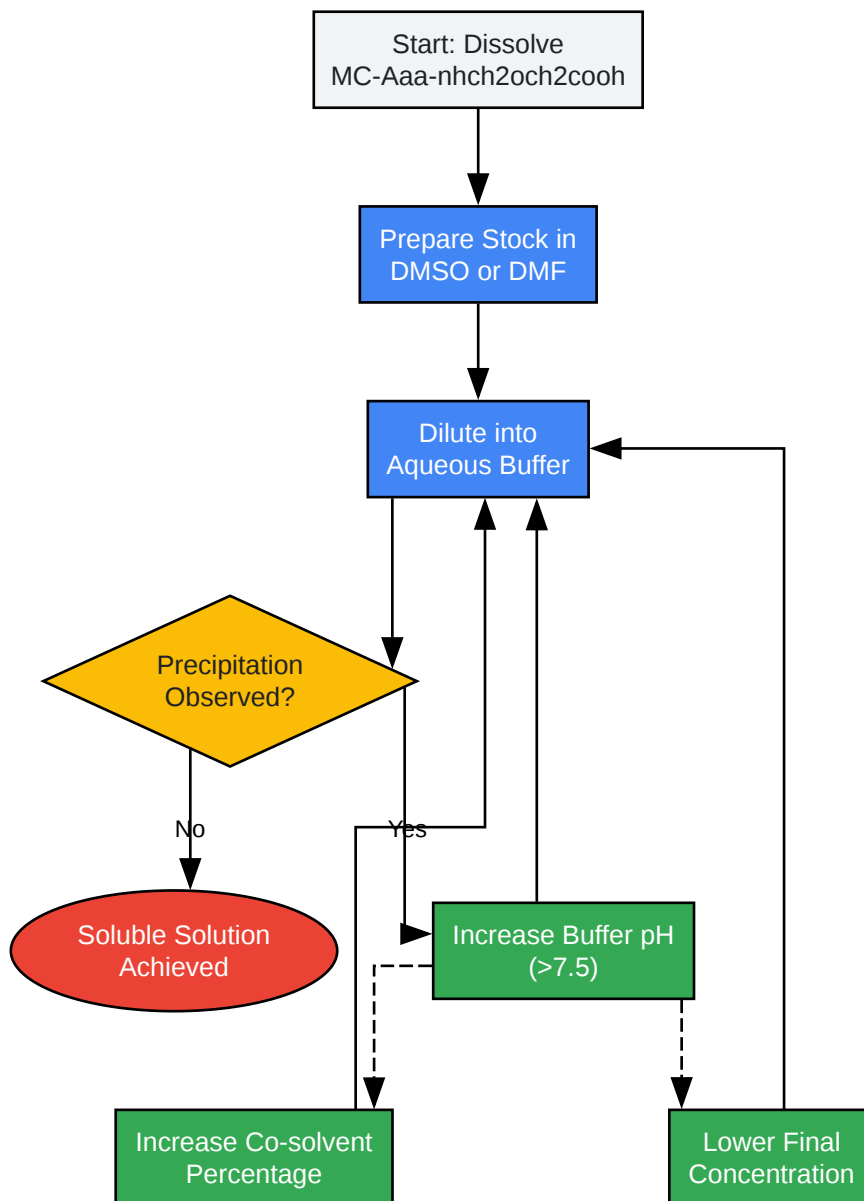 Start: Dissolve
MC-Aaa-nhch2och2cooh
Prepare Stock in
DMSO or DMF
Dilute into
Aqueous Buffer
Precipitation
Observed?
No
Yes
Soluble Solution
Achieved
Increase Buffer pH
(>7.5)
Increase Co-solvent
Percentage
Lower Final
Concentration